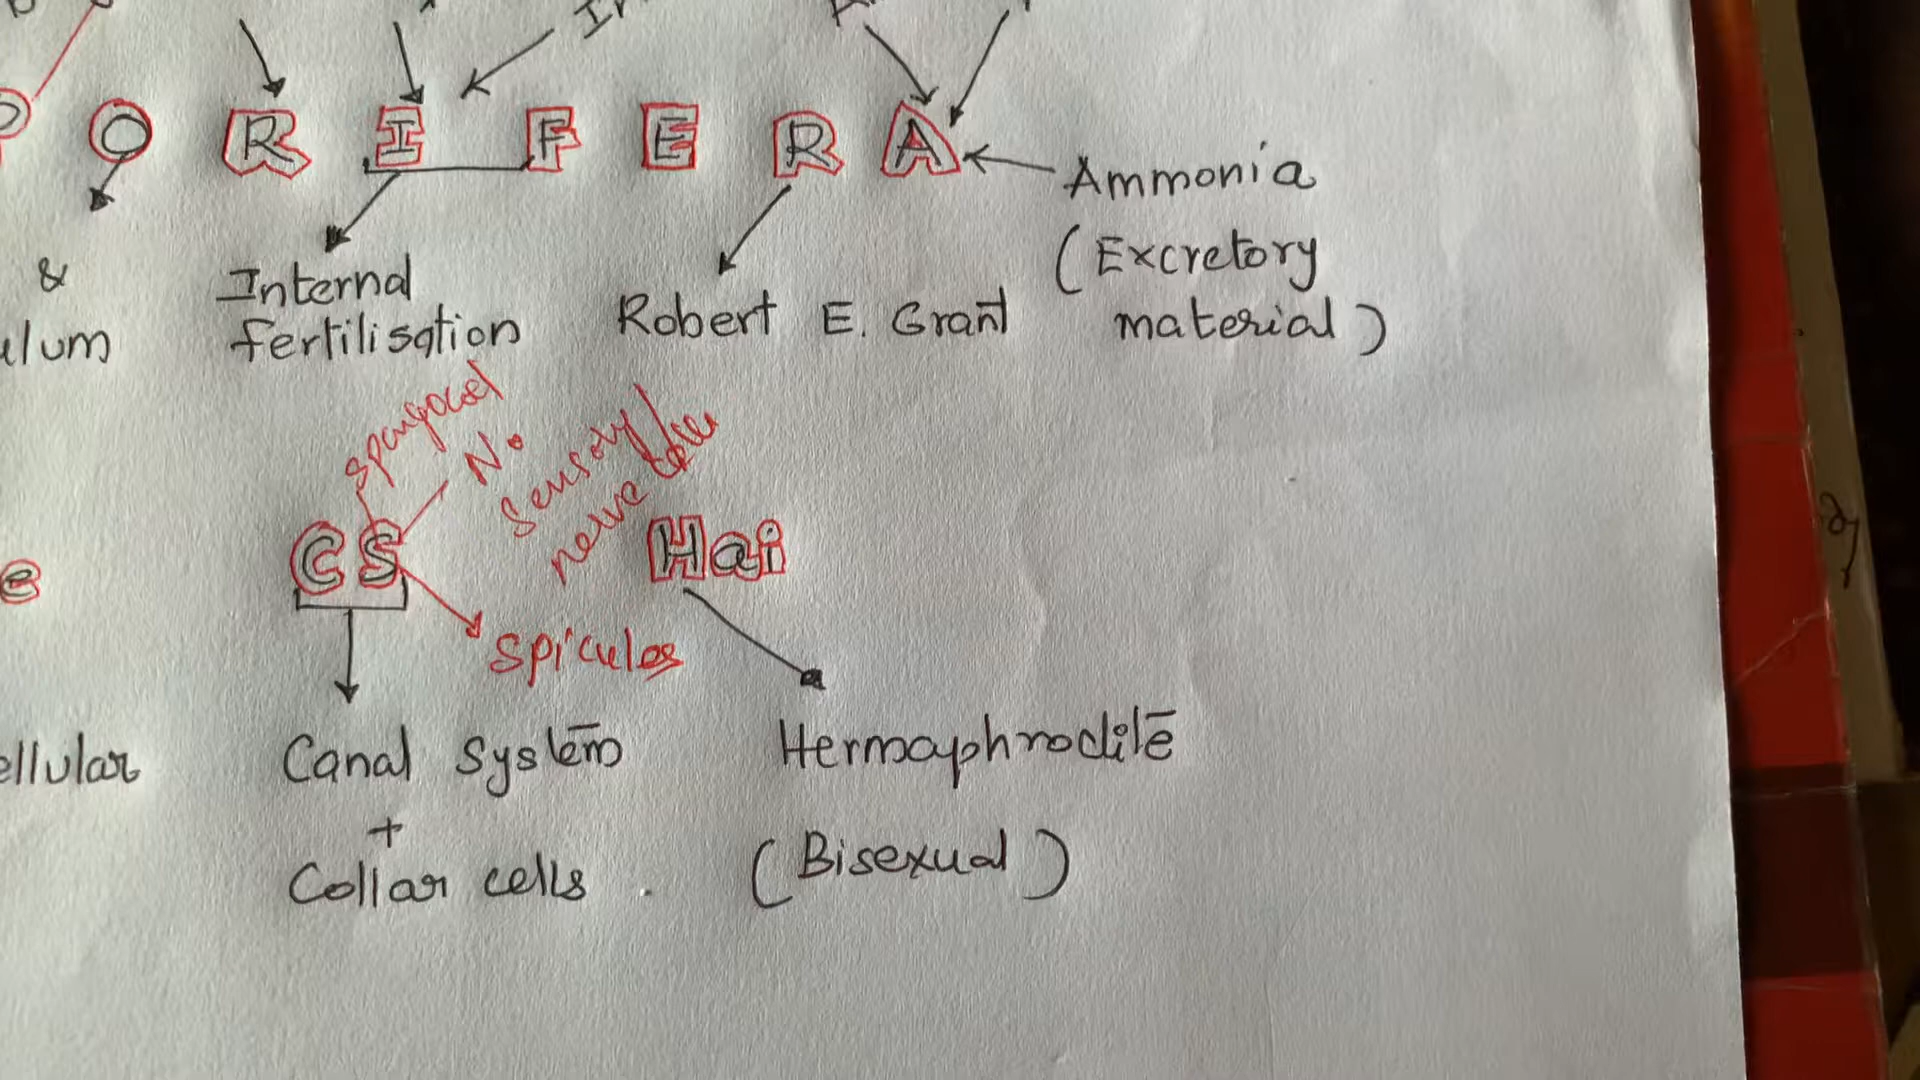 P O R I F E R A
Ammonia
(Excretory
material)
&
Internal
fertilisation
Robert E. Grant
spongocoel
No
sensory/
nerve cells
e CS Hai
spicules
ellular Canal System Hermaphrodite
+
Collar cells. (Bisexual)